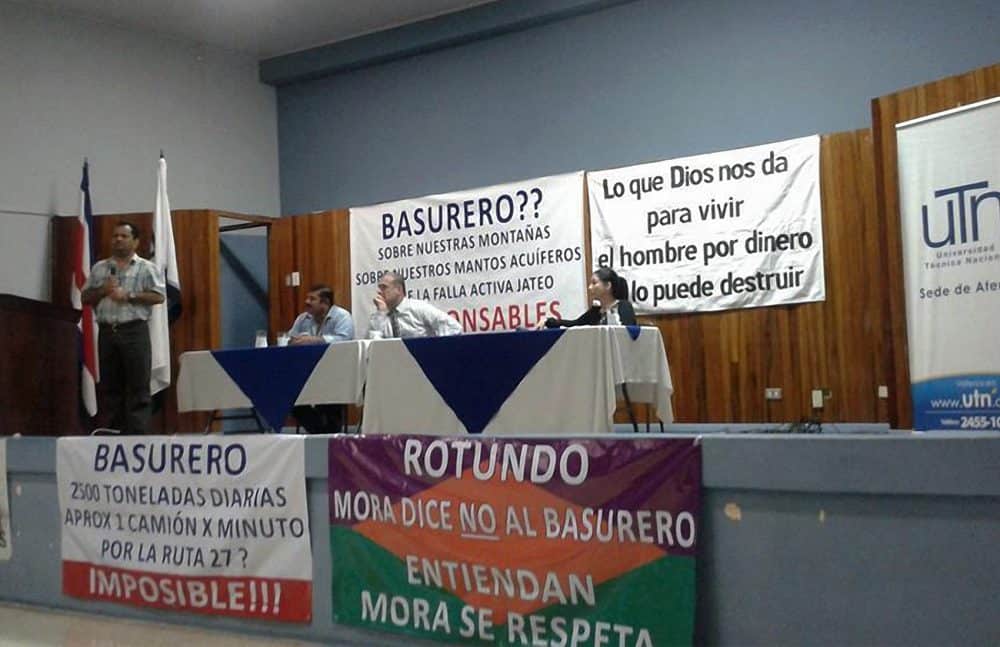 BASURERO??
SOBRE NUESTRAS MONTAÑAS
SOBRE NUESTROS MANTOS ACUÍFEROS
LA FALLA ACTIVA JATEO
Lo que Dios nos da
para vivir
el hombre por dinero
lo puede destruir
uTn
Universidad
Técnica Nacional
Sede de
www.utn.
2455-10
BASURERO
2500 TONELADAS DIARIAS
APROX 1 CAMIÓN X MINUTO
POR LA RUTA 27 ?
IMPOSIBLE!!!
ROTUNDO
MORA DICE NO AL BASURERO
ENTIENDAN
MORA SE RESPETA